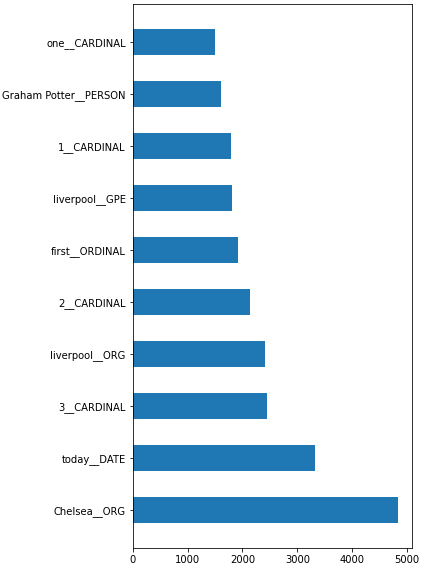 one__CARDINAL
Graham Potter__PERSON
1__CARDINAL
liverpool__GPE
first__ORDINAL
2__CARDINAL
liverpool__ORG
3__CARDINAL
today__DATE
Chelsea__ORG
0 1000 2000 3000 4000 5000